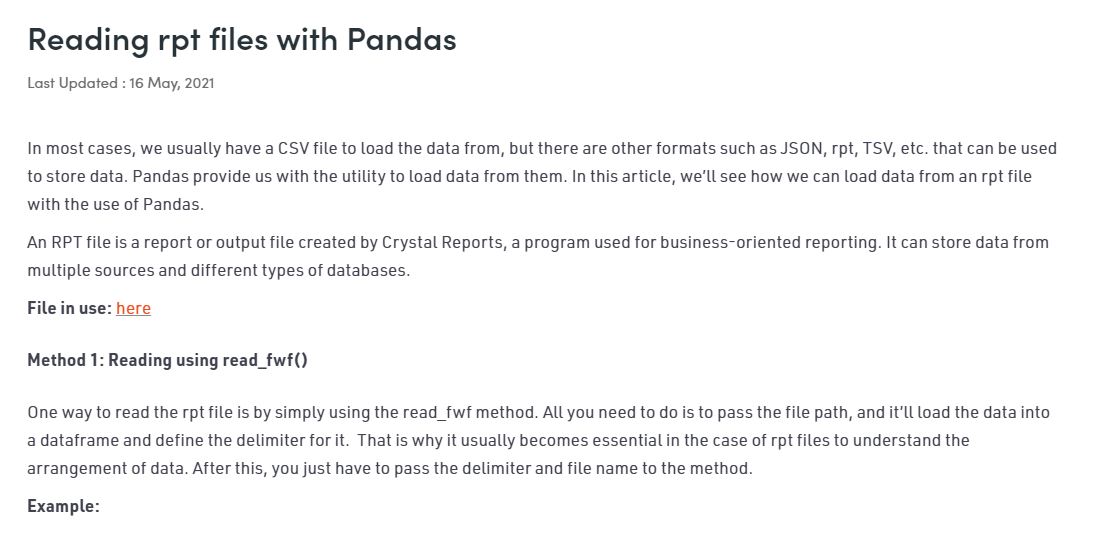 Reading rpt files with Pandas
Last Updated : 16 May, 2021
In most cases, we usually have a CSV file to load the data from, but there are other formats such as JSON, rpt, TSV, etc. that can be used
to store data. Pandas provide us with the utility to load data from them. In this article, we’ll see how we can load data from an rpt file
with the use of Pandas.
An RPT file is a report or output file created by Crystal Reports, a program used for business-oriented reporting. It can store data from
multiple sources and different types of databases.
File in use: here
Method 1: Reading using read_fwf()
One way to read the rpt file is by simply using the read_fwf method. All you need to do is to pass the file path, and it’ll load the data into
a dataframe and define the delimiter for it.  That is why it usually becomes essential in the case of rpt files to understand the
arrangement of data. After this, you just have to pass the delimiter and file name to the method.
Example: